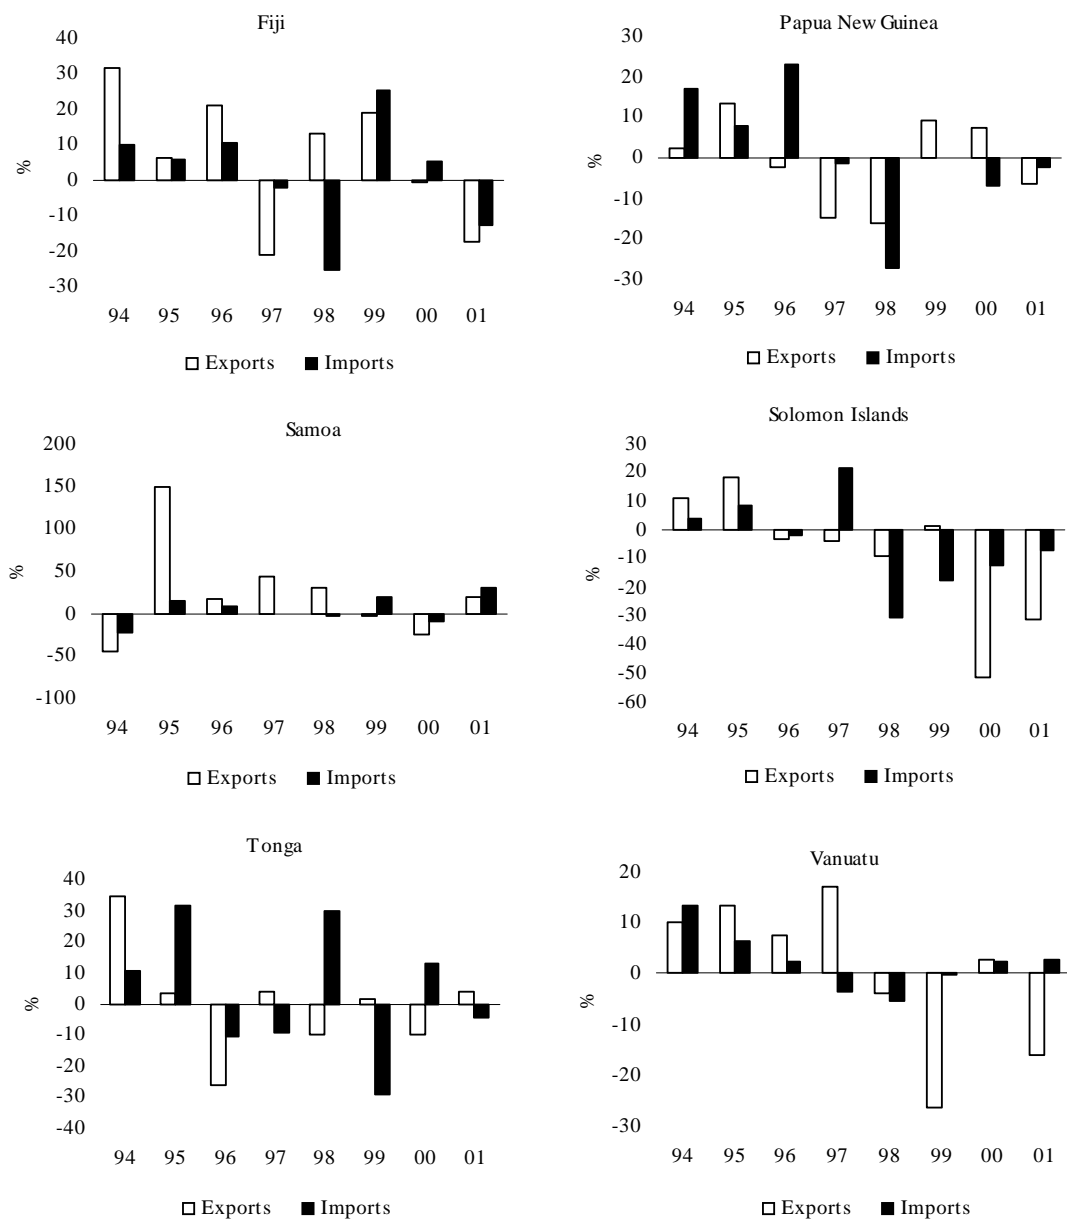 Fiji
40
30
20
10
0
-10
-20
-30
%
94 95 96 97 98 99 00 01
Exports Imports
Papua New Guinea
30
20
10
0
-10
-20
-30
%
94 95 96 97 98 99 00 01
Exports Imports
Samoa
200
150
100
50
0
-50
-100
%
94 95 96 97 98 99 00 01
Exports Imports
Solomon Islands
30
20
10
0
-10
-20
-30
-40
-50
-60
%
94 95 96 97 98 99 00 01
Exports Imports
Tonga
40
30
20
10
0
-10
-20
-30
-40
%
94 95 96 97 98 99 00 01
Exports Imports
Vanuatu
20
10
0
-10
-20
-30
%
94 95 96 97 98 99 00 01
Exports Imports